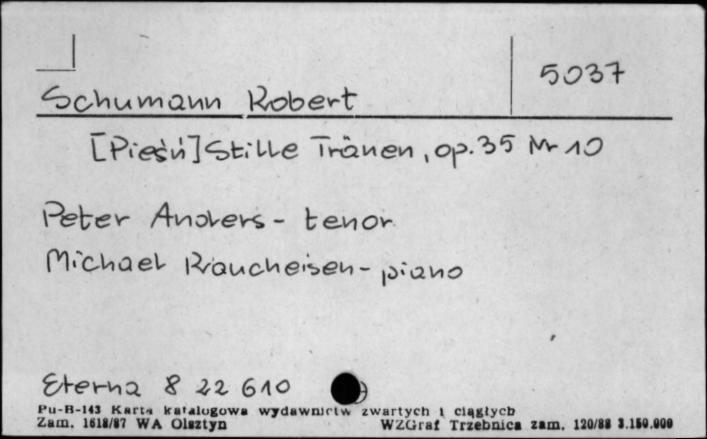 5037
Schumann Robert
[Pieśń] Stille Tränen, op. 35 Nr 10
Peter Anders - tenor
Michael Raucheisen - piano
Eterna 8 22 610
Pu-B-143 Karta katalogowa wydawnictw zwartych i ciągłych
Zam. 1618/87 WA Olsztyn WZGraf Trzebnica zam. 120/88 3.150.000